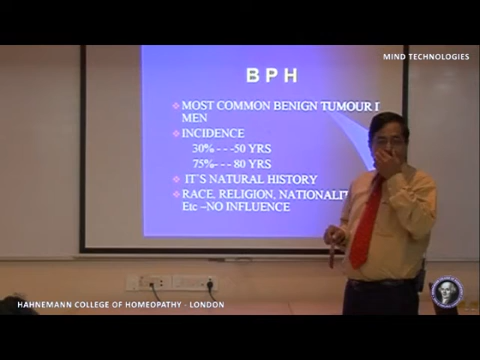 MIND TECHNOLOGIES
BPH
MOST COMMON BENIGN TUMOUR I
MEN
INCIDENCE
30%- - -50 YRS
75%- - - 80 YRS
IT`S NATURAL HISTORY
RACE, RELIGION, NATIONALIT
Etc –NO INFLUENCE
HAHNEMANN COLLEGE OF HOMEOPATHY - LONDON